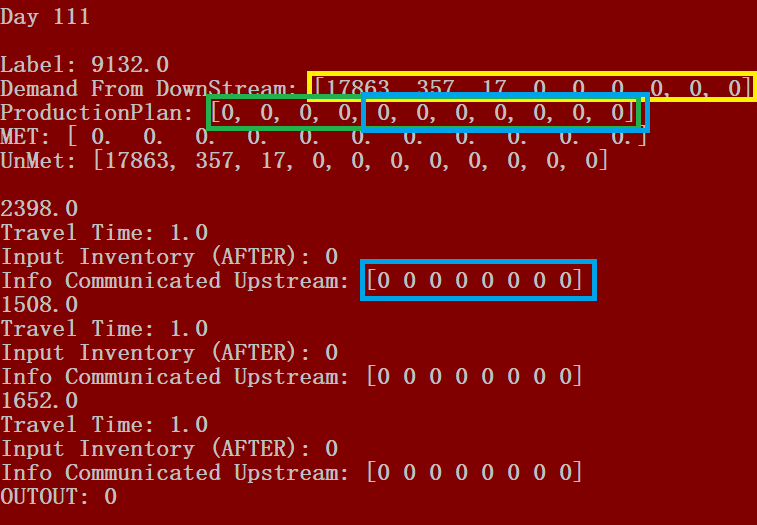 Day 111
Label: 9132.0
Demand From DownStream: [17863, 357, 17, 0, 0, 0, 0, 0, 0]
ProductionPlan: [0, 0, 0, 0, 0, 0, 0, 0, 0, 0, 0]
MET: [ 0. 0. 0. 0. 0. 0. 0. 0. 0. 0. 0.]
UnMet: [17863, 357, 17, 0, 0, 0, 0, 0, 0, 0, 0]
2398.0
Travel Time: 1.0
Input Inventory (AFTER): 0
Info Communicated Upstream: [0 0 0 0 0 0 0 0]
1508.0
Travel Time: 1.0
Input Inventory (AFTER): 0
Info Communicated Upstream: [0 0 0 0 0 0 0 0]
1652.0
Travel Time: 1.0
Input Inventory (AFTER): 0
Info Communicated Upstream: [0 0 0 0 0 0 0 0]
OUTOUT: 0